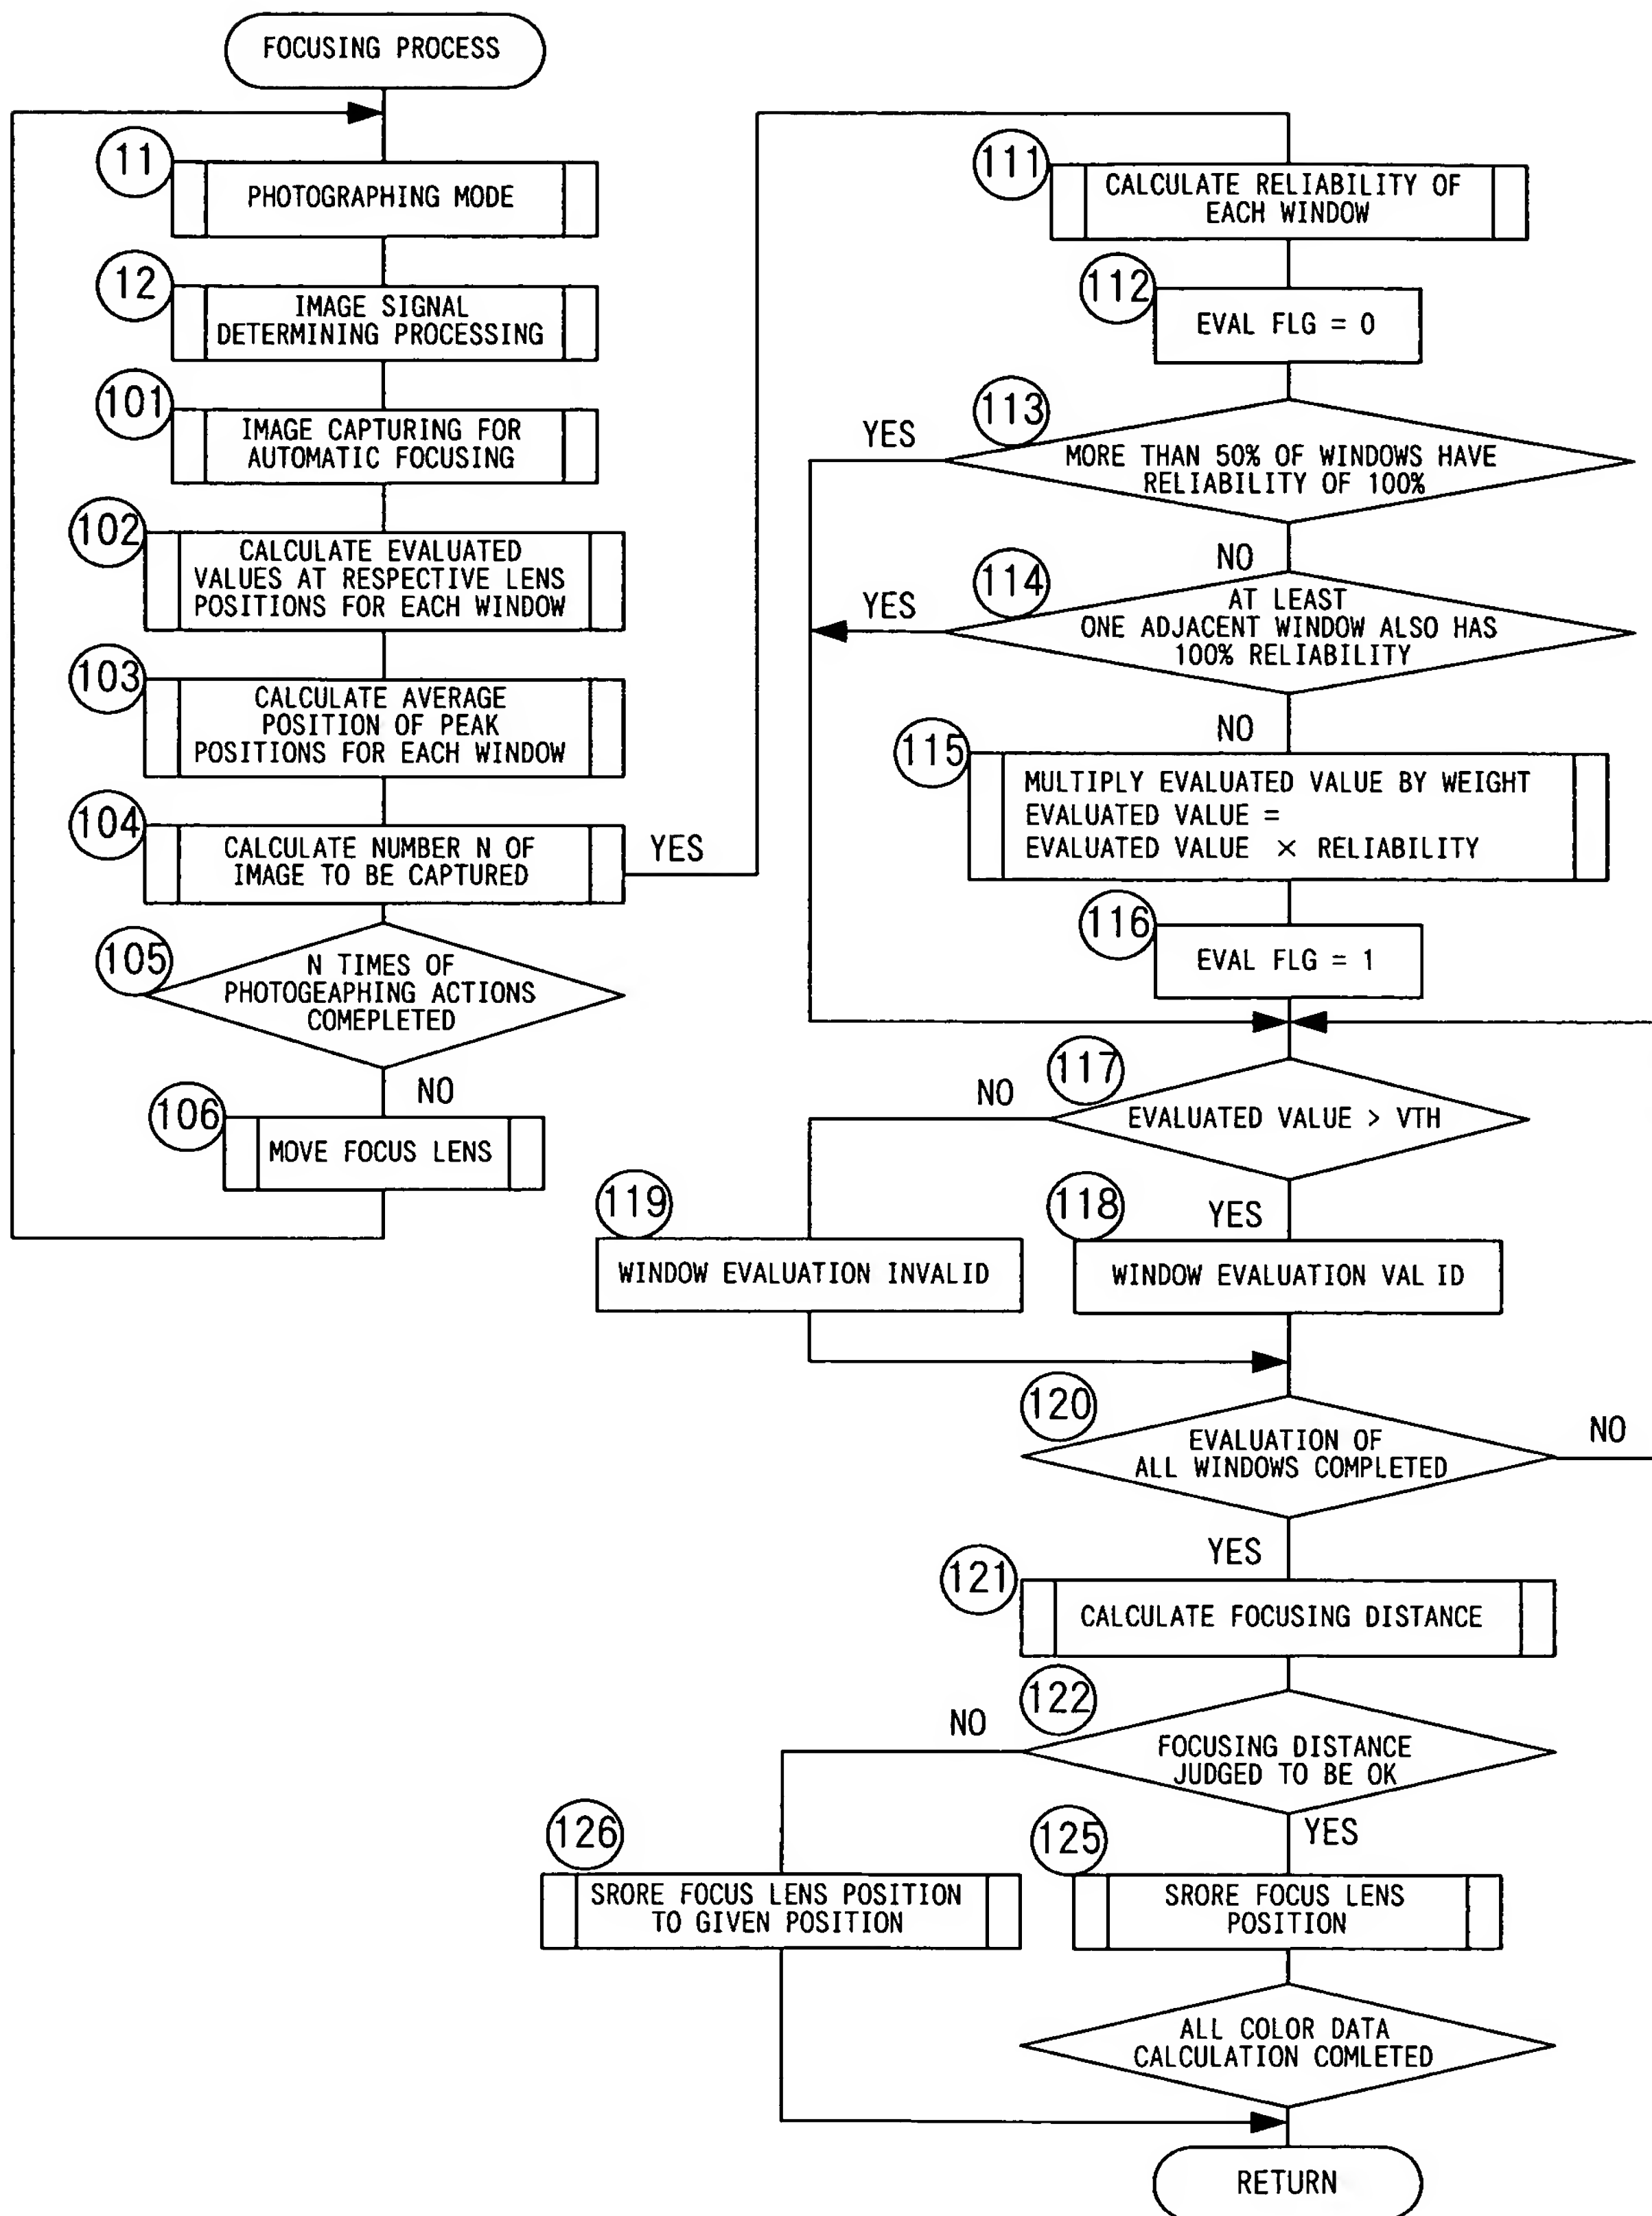 FOCUSING PROCESS
11
PHOTOGRAPHING MODE
12
IMAGE SIGNAL
DETERMINING PROCESSING
101
IMAGE CAPTURING FOR
AUTOMATIC FOCUSING
102
CALCULATE EVALUATED
VALUES AT RESPECTIVE LENS
POSITIONS FOR EACH WINDOW
103
CALCULATE AVERAGE
POSITION OF PEAK
POSITIONS FOR EACH WINDOW
104
CALCULATE NUMBER N OF
IMAGE TO BE CAPTURED
YES
105
N TIMES OF
PHOTOGEAPHING ACTIONS
COMEPLETED
NO
106
MOVE FOCUS LENS
111
CALCULATE RELIABILITY OF
EACH WINDOW
112
EVAL FLG = 0
113
YES
MORE THAN 50% OF WINDOWS HAVE
RELIABILITY OF 100%
NO
114
YES
AT LEAST
ONE ADJACENT WINDOW ALSO HAS
100% RELIABILITY
NO
115
MULTIPLY EVALUATED VALUE BY WEIGHT
EVALUATED VALUE =
EVALUATED VALUE × RELIABILITY
116
EVAL FLG = 1
117
NO
EVALUATED VALUE > VTH
119
118
YES
WINDOW EVALUATION INVALID
WINDOW EVALUATION VAL ID
120
NO
EVALUATION OF
ALL WINDOWS COMPLETED
YES
121
CALCULATE FOCUSING DISTANCE
122
NO
FOCUSING DISTANCE
JUDGED TO BE OK
YES
126
125
SRORE FOCUS LENS POSITION
TO GIVEN POSITION
SRORE FOCUS LENS
POSITION
ALL COLOR DATA
CALCULATION COMLETED
RETURN